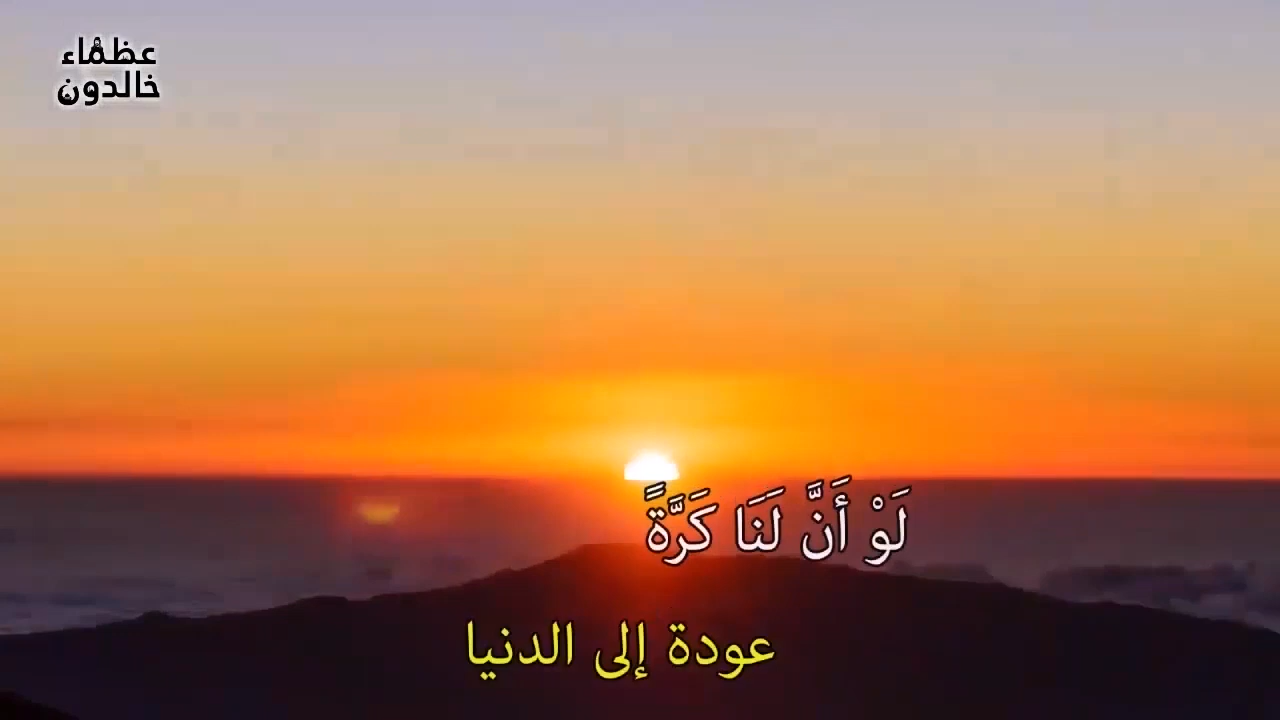 عظماء
خالدون
لَوْ أَنَّ لَنَا كَرَّةً
عودة إلى الدنيا